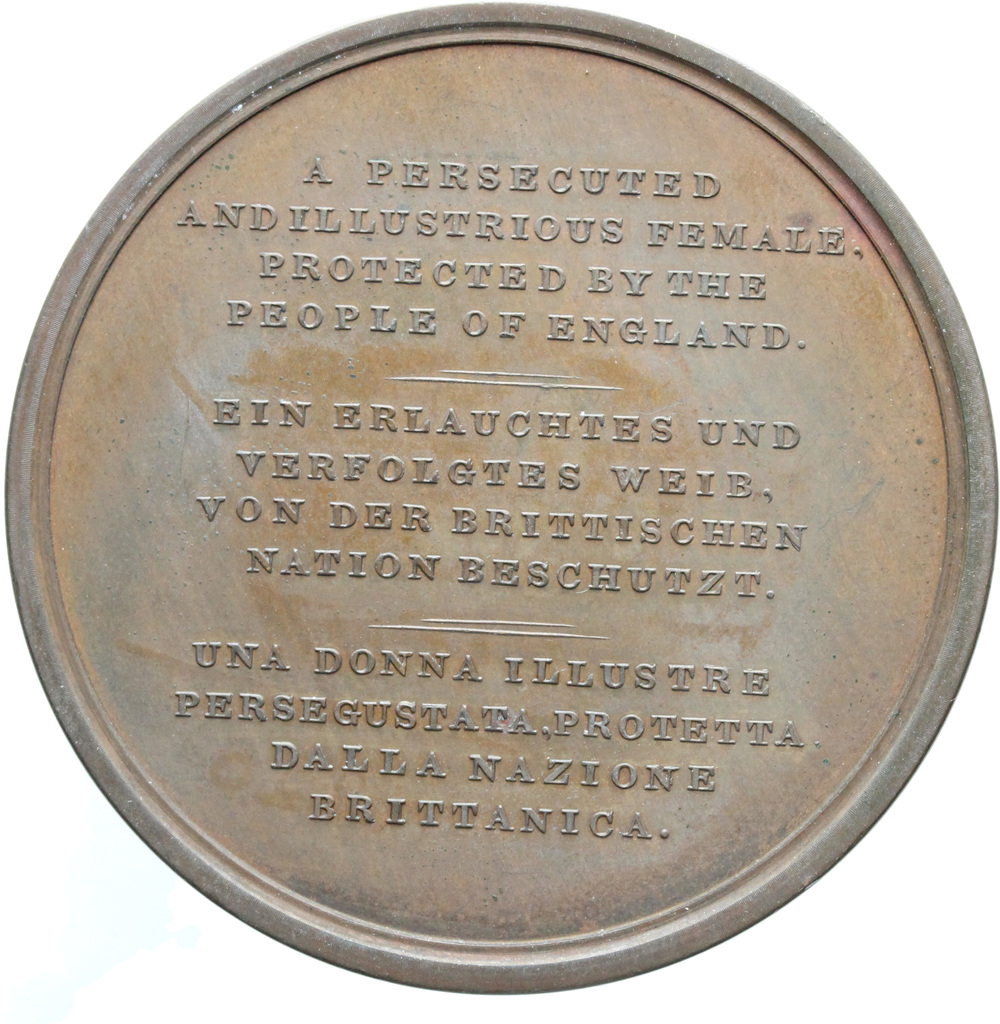 A PERSECUTED
AND ILLUSTRIOUS FEMALE,
PROTECTED BY THE
PEOPLE OF ENGLAND.
EIN ERLAUCHTES UND
VERFOLGTES WEIB,
VON DER BRITTISCHEN
NATION BESCHUTZT.
UNA DONNA ILLUSTRE
PERSEGUSTATA, PROTETTA.
DALLA NAZIONE
BRITTANICA.